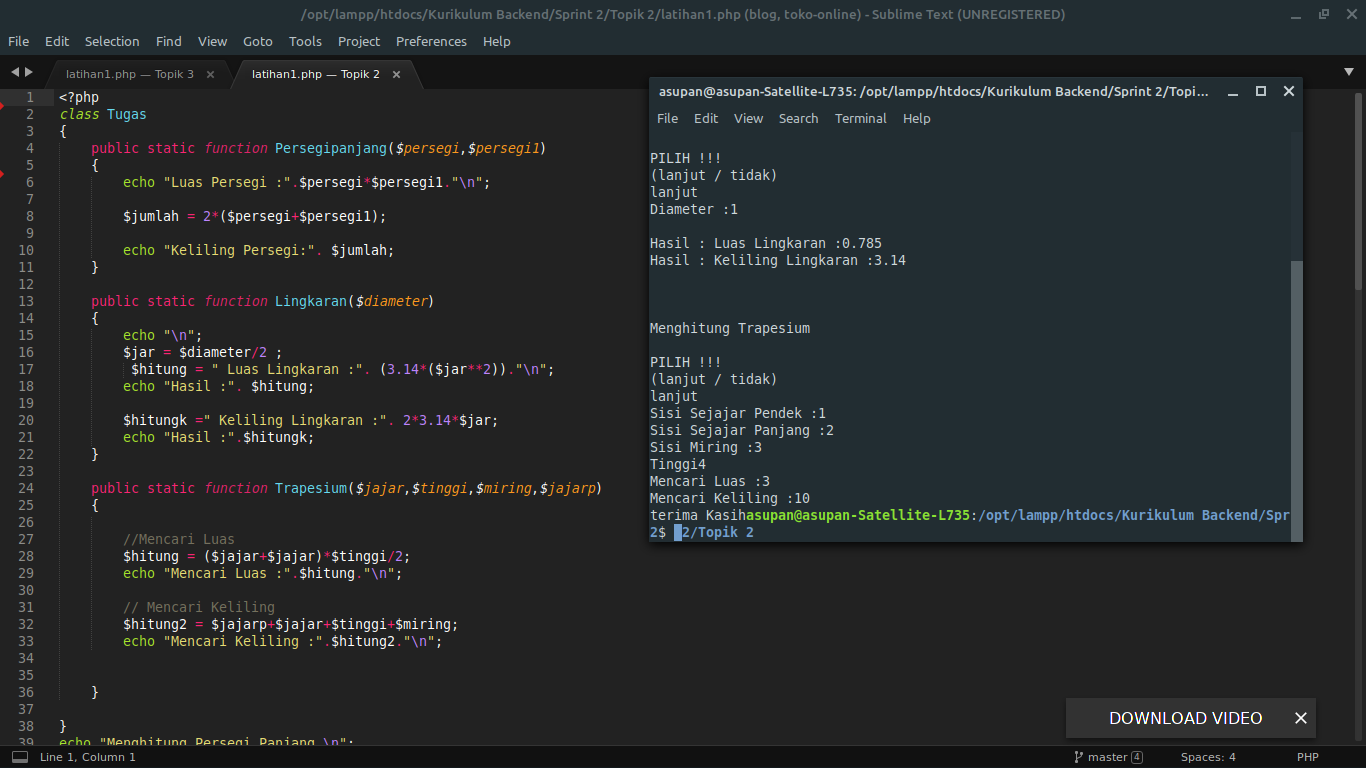 /opt/lampp/htdocs/Kurikulum Backend/Sprint 2/Topik 2/latihan1.php (blog, toko-online) - Sublime Text (UNREGISTERED)
File Edit Selection Find View Goto Tools Project Preferences Help
latihan1.php — Topik 3 × latihan1.php — Topik 2 ×
1 <?php
2 class Tugas
3 {
4 public static function Persegipanjang($persegi,$persegi1)
5 {
6 echo "Luas Persegi :".$persegi*$persegi1."\n";
7
8 $jumlah = 2*($persegi+$persegi1);
9
10 echo "Keliling Persegi:". $jumlah;
11 }
12
13 public static function Lingkaran($diameter)
14 {
15 echo "\n";
16 $jar = $diameter/2 ;
17 $hitung = " Luas Lingkaran :". (3.14*($jar**2))."\n";
18 echo "Hasil :". $hitung;
19
20 $hitungk =" Keliling Lingkaran :". 2*3.14*$jar;
21 echo "Hasil :".$hitungk;
22 }
23
24 public static function Trapesium($jajar,$tinggi,$miring,$jajarp)
25 {
26
27 //Mencari Luas
28 $hitung = ($jajar+$jajar)*$tinggi/2;
29 echo "Mencari Luas :".$hitung."\n";
30
31 // Mencari Keliling
32 $hitung2 = $jajarp+$jajar+$tinggi+$miring;
33 echo "Mencari Keliling :".$hitung2."\n";
34
35
36 }
37
38 }
39 echo "Menghitung Persegi Panjang \n";
asupan@asupan-Satellite-L735: /opt/lampp/htdocs/Kurikulum Backend/Sprint 2/Topi...
File Edit View Search Terminal Help
PILIH !!!
(lanjut / tidak)
lanjut
Diameter :1
Hasil : Luas Lingkaran :0.785
Hasil : Keliling Lingkaran :3.14
Menghitung Trapesium
PILIH !!!
(lanjut / tidak)
lanjut
Sisi Sejajar Pendek :1
Sisi Sejajar Panjang :2
Sisi Miring :3
Tinggi4
Mencari Luas :3
Mencari Keliling :10
terima Kasihasupan@asupan-Satellite-L735:/opt/lampp/htdocs/Kurikulum Backend/Spr
2$ 2/Topik 2
DOWNLOAD VIDEO ×
Line 1, Column 1 master 4 Spaces: 4 PHP